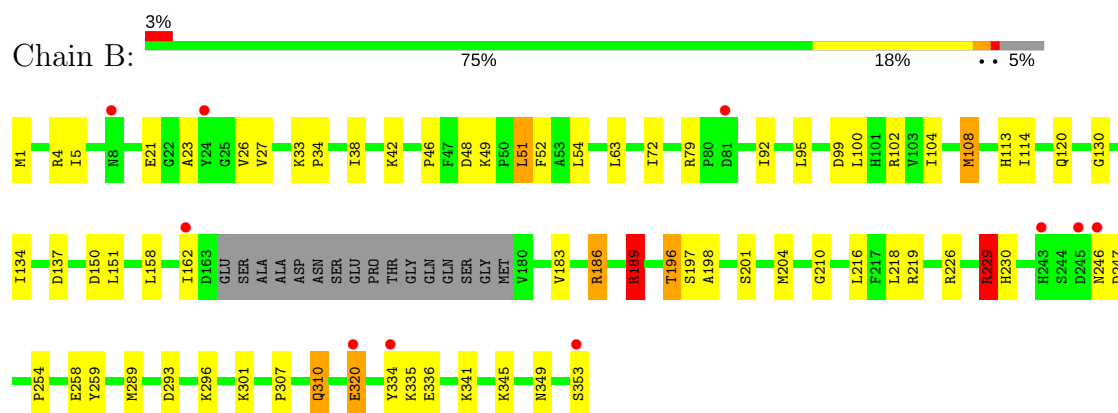 3%
Chain B:
75% 18% • • 5%
M1 R4 I5 N8 E21 G22 A23 Y24 G25 V26 V27 K33 P34 I38 K42 P46 F47 D48 K49 P50 L51 F52 A53 L54 L63 I72 R79 P80 D81 I92 L95 D99 L100 H101 Q102 V103 I104 M108 H113 I114 Q120 G130
I134 D137 D150 L151 L158 I162 D163 GLU SER ALA ALA ASP ASN SER GLU PRO THR GLY GLN GLN SER GLY MET V180 V183 R186 R189 T196 S197 A198 S201 M204 G210 L216 F217 L218 R219 R226 R229 H230 H243 S244 D245 N246
P254 E258 Y259 M289 D293 K296 K301 P307 Q310 E320 Y334 K335 E336 K341 K345 N349 S353